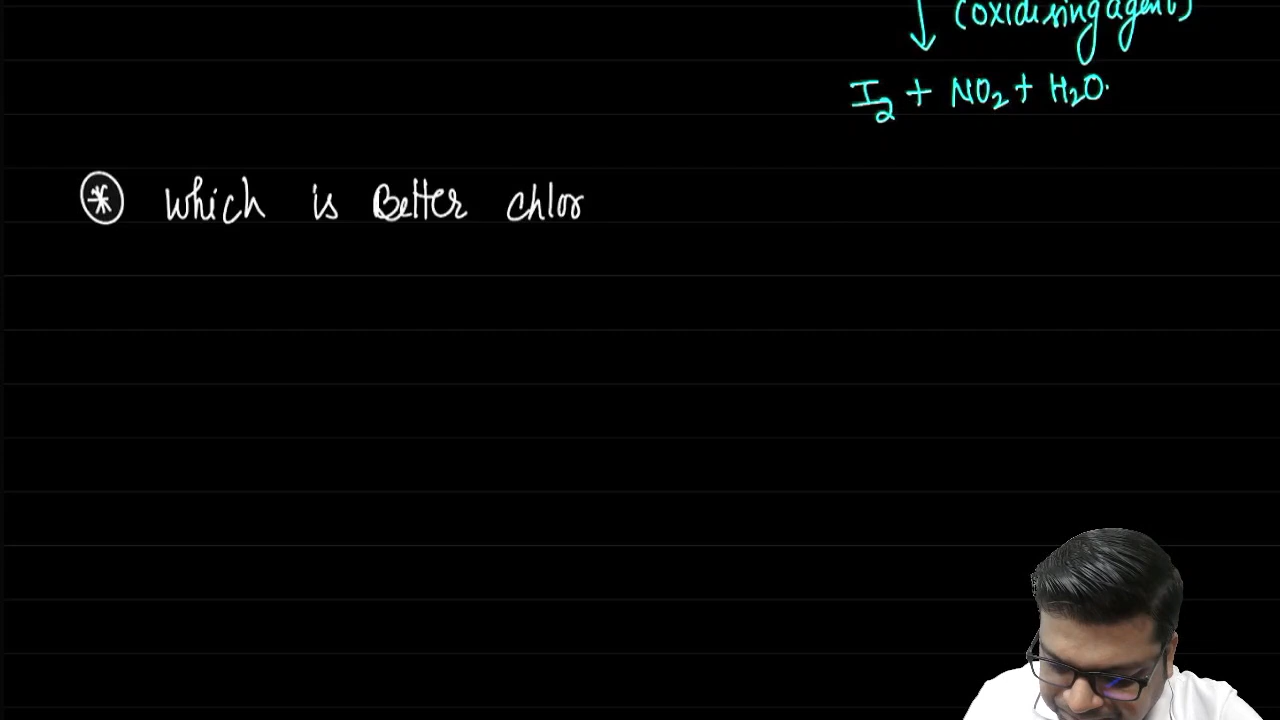 ↓ (oxidising agent)
I₂ + NO₂ + H₂O.
* Which is Better chlor